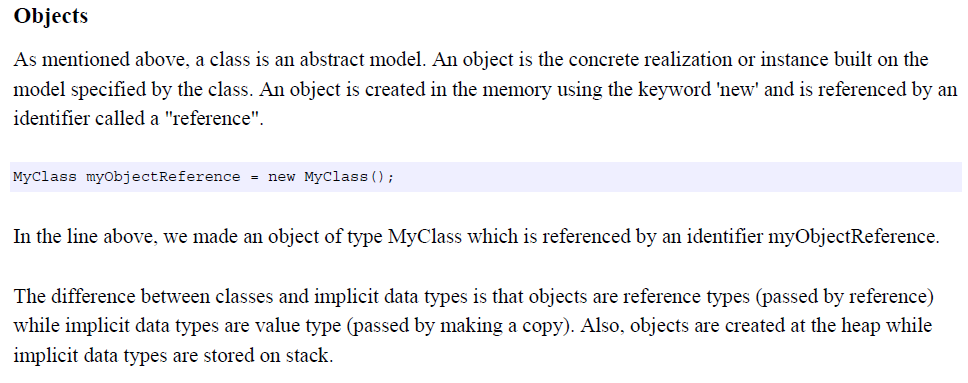 Objects
As mentioned above, a class is an abstract model. An object is the concrete realization or instance built on the
model specified by the class. An object is created in the memory using the keyword 'new' and is referenced by an
identifier called a "reference".
MyClass myObjectReference = new MyClass();
In the line above, we made an object of type MyClass which is referenced by an identifier myObjectReference.
The difference between classes and implicit data types is that objects are reference types (passed by reference)
while implicit data types are value type (passed by making a copy). Also, objects are created at the heap while
implicit data types are stored on stack.